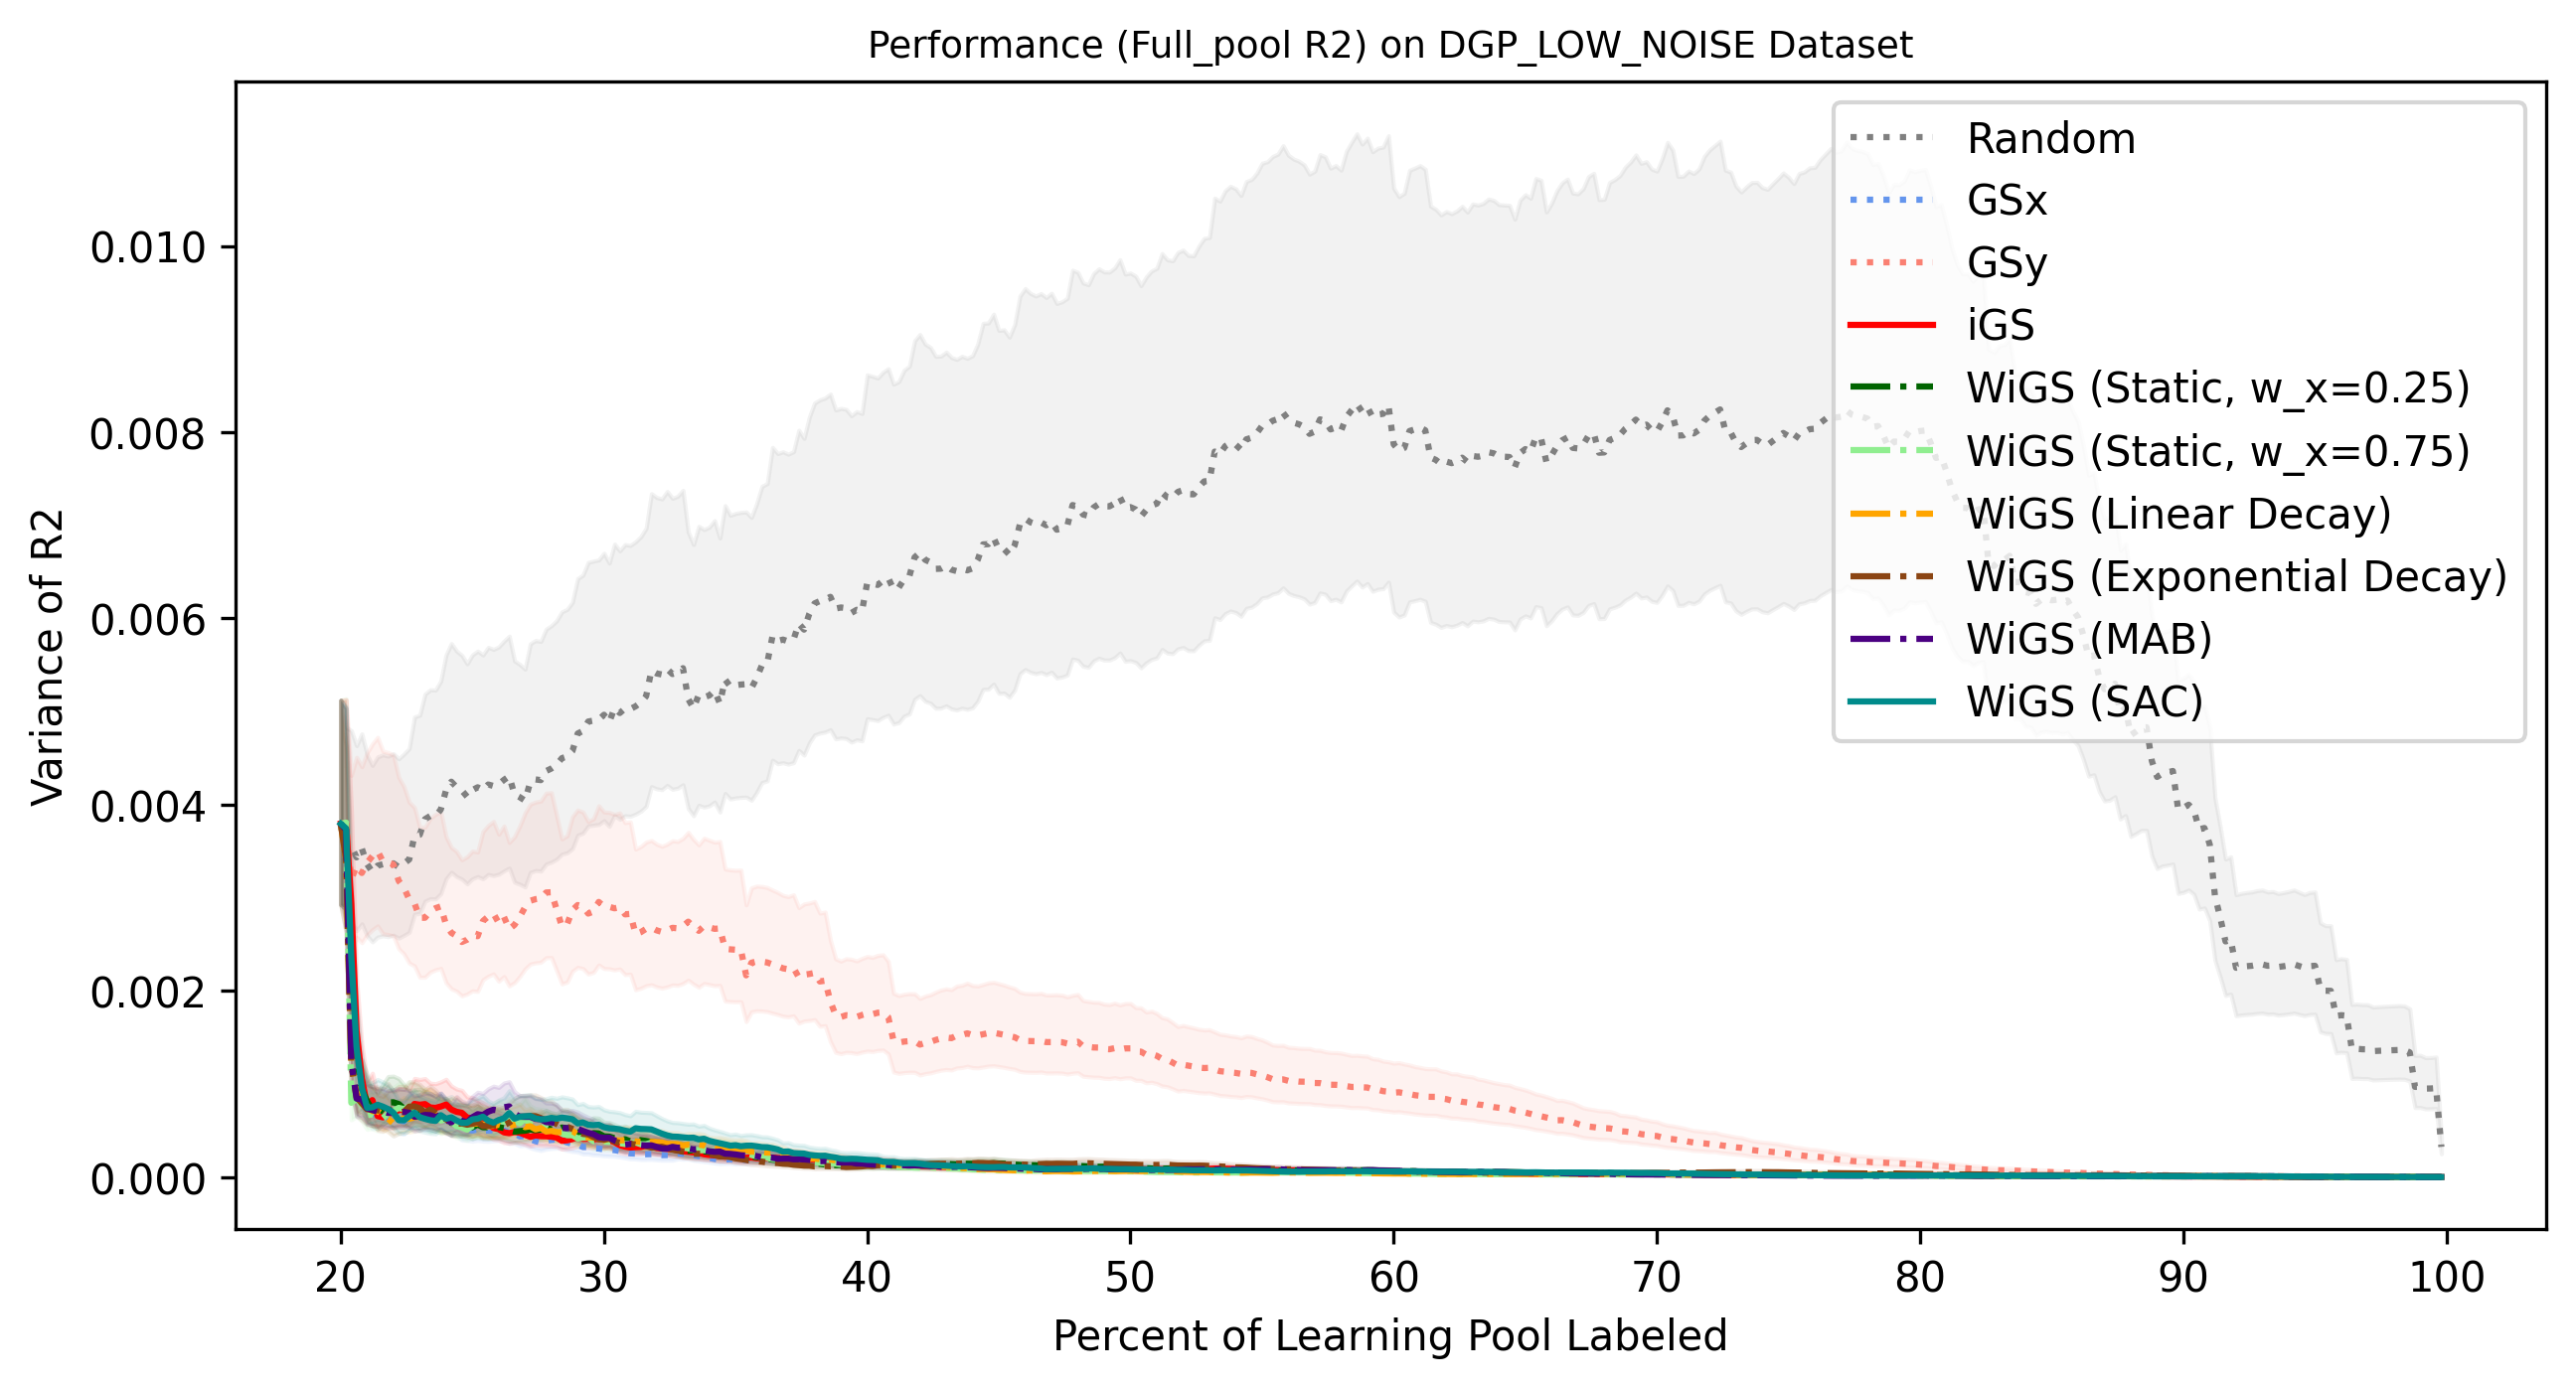 Performance (Full_pool R2) on DGP_LOW_NOISE Dataset
Variance of R2
0.010
0.008
0.006
0.004
0.002
0.000
Random
GSx
GSy
iGS
WiGS (Static, w_x=0.25)
WiGS (Static, w_x=0.75)
WiGS (Linear Decay)
WiGS (Exponential Decay)
WiGS (MAB)
WiGS (SAC)
20 30 40 50 60 70 80 90 100
Percent of Learning Pool Labeled